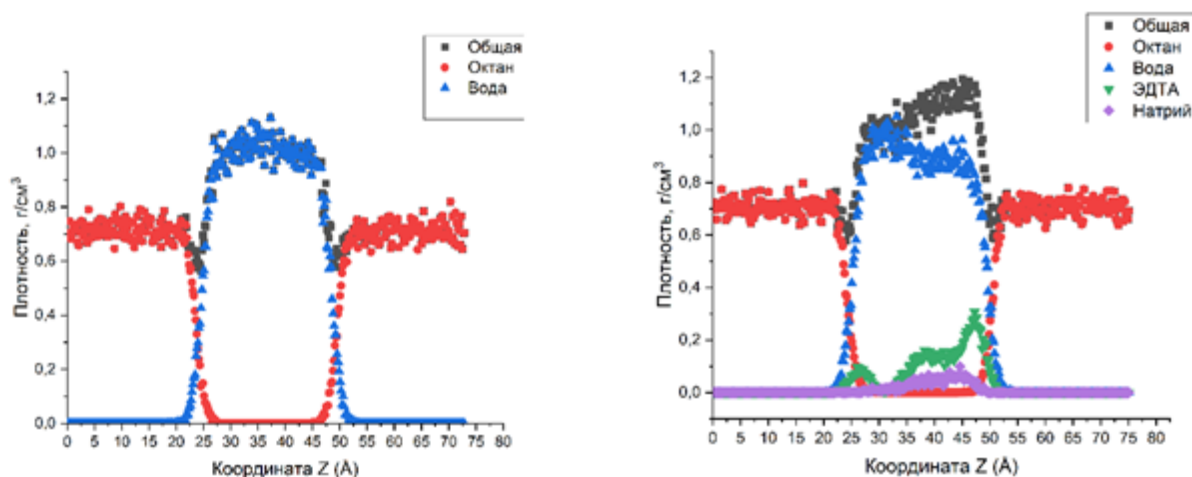 Общая
Октан
Вода
1,2
1,0
0,8
0,6
0,4
0,2
0,0
Плотность, г/см³
0 5 10 15 20 25 30 35 40 45 50 55 60 65 70 75 80
Координата Z (Å)
Общая
Октан
Вода
ЭДТА
Натрий
1,2
1,0
0,8
0,6
0,4
0,2
0,0
Плотность, г/см³
0 5 10 15 20 25 30 35 40 45 50 55 60 65 70 75 80
Координата Z (Å)